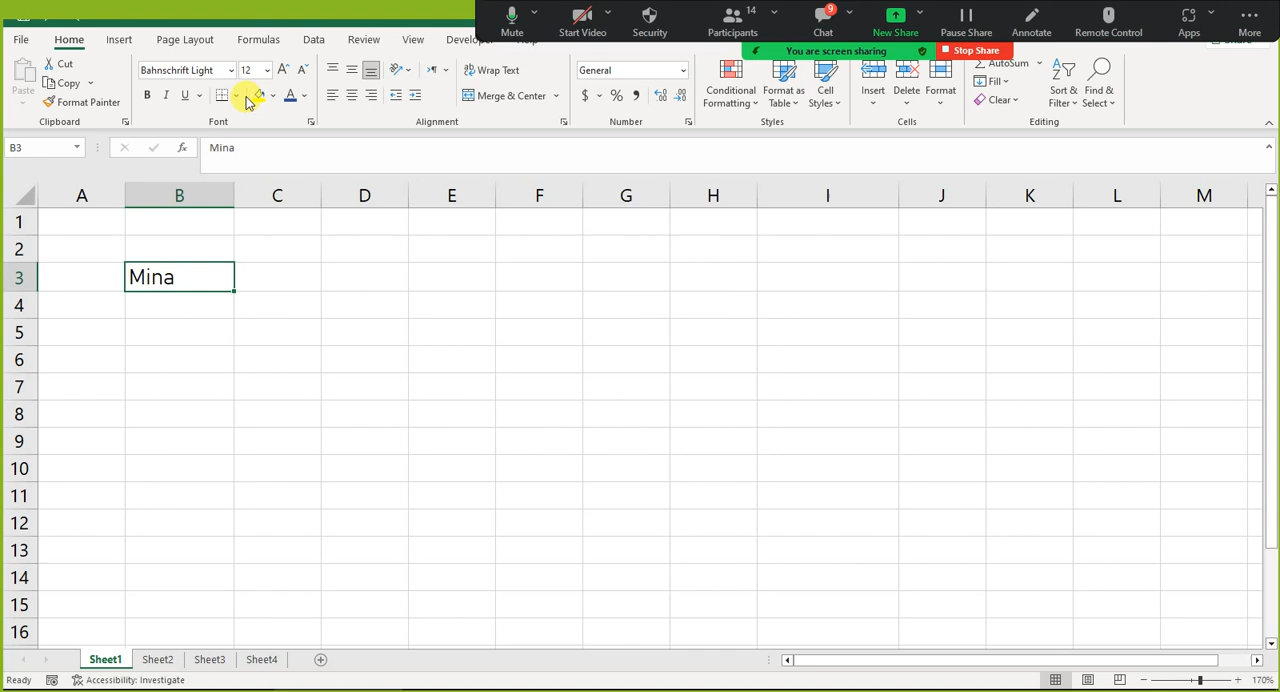 14
9
Mute
Start Video
Security
Participants
Chat
New Share
Pause Share
Annotate
Remote Control
Apps
More
You are screen sharing
Stop Share
File
Home
Insert
Page Layout
Formulas
Data
Review
View
Paste
Cut
Copy
Format Painter
Clipboard
Bahnschrift Light
12
B I U
A
Font
Wrap Text
Merge & Center
Alignment
General
$ % 9
Number
Conditional
Formatting
Format as
Table
Cell
Styles
Styles
Insert
Delete
Format
Cells
AutoSum
Fill
Clear
Sort &
Filter
Find &
Select
Editing
B3
fx
Mina
A B C D E F G H I J K L M
1
2
3 Mina
4
5
6
7
8
9
10
11
12
13
14
15
16
Sheet1
Sheet2
Sheet3
Sheet4
Ready
Accessibility: Investigate
170%